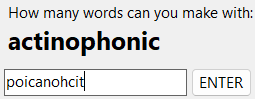 How many words can you make with:
actinophonic
poicanohcit ENTER